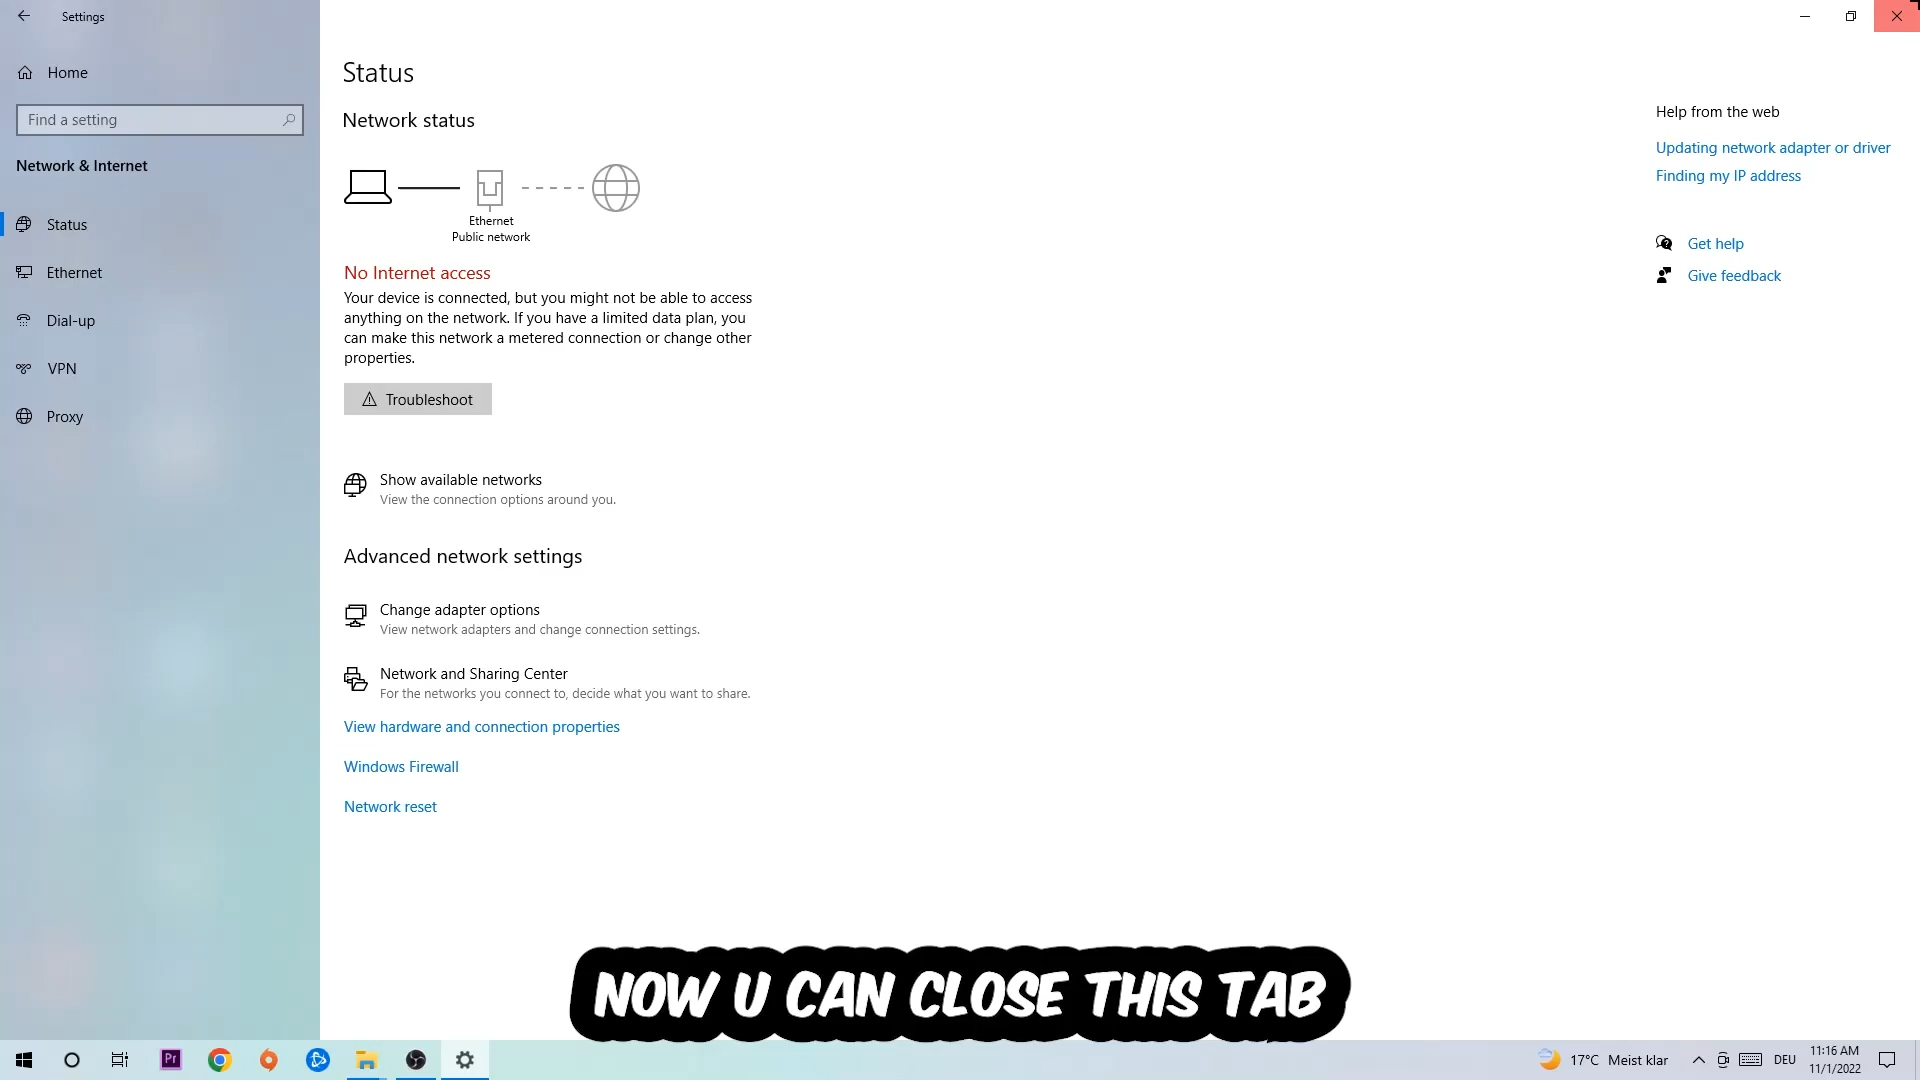 Settings
Home
Find a setting
Network & Internet
Status
Ethernet
Dial-up
VPN
Proxy
Status
Network status
Ethernet
Public network
No Internet access
Your device is connected, but you might not be able to access
anything on the network. If you have a limited data plan, you
can make this network a metered connection or change other
properties.
Troubleshoot
Show available networks
View the connection options around you.
Advanced network settings
Change adapter options
View network adapters and change connection settings.
Network and Sharing Center
For the networks you connect to, decide what you want to share.
View hardware and connection properties
Windows Firewall
Network reset
Help from the web
Updating network adapter or driver
Finding my IP address
Get help
Give feedback
NOW U CAN CLOSE THIS TAB
Pr
17°C Meist klar
DEU
11:16 AM
11/1/2022